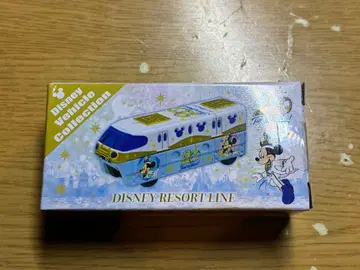 Disney
Vehicle
Collection
DISNEY RESORT LINE